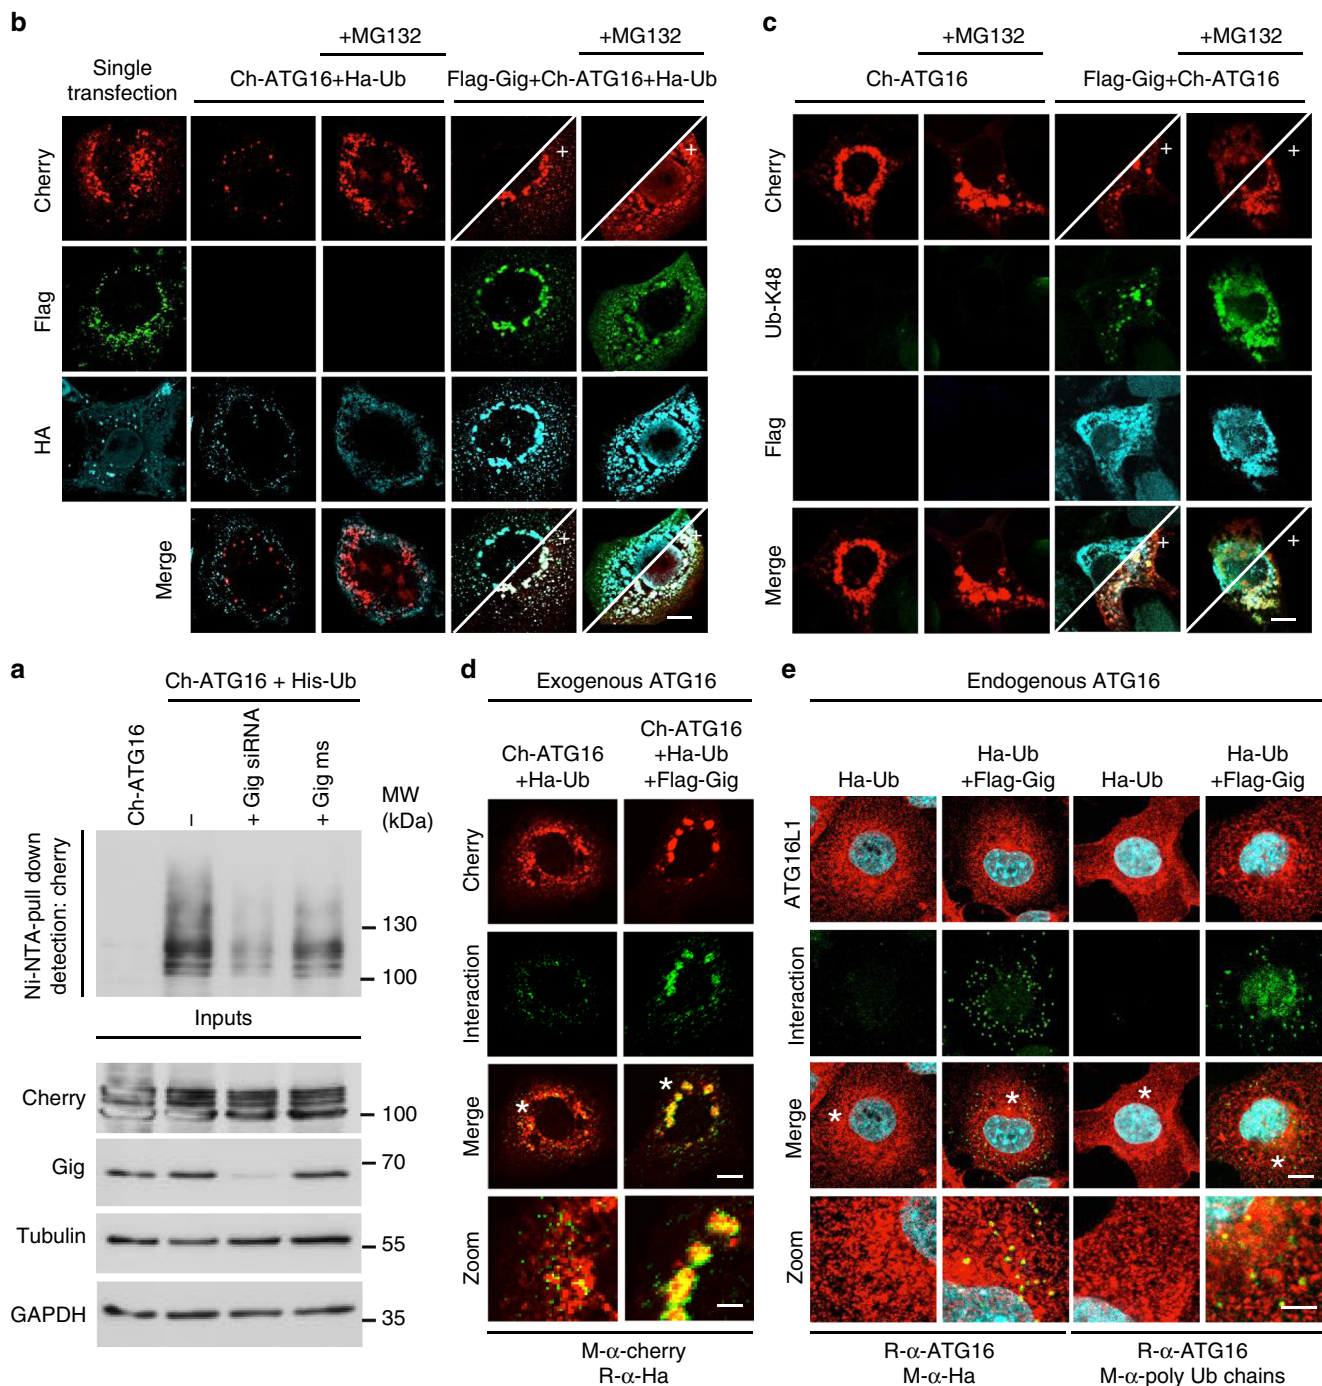 b
+MG132
+MG132
Single
transfection
Ch-ATG16+Ha-Ub
Flag-Gig+Ch-ATG16+Ha-Ub
Cherry
+
+
Flag
HA
Merge
+
+
c
+MG132
+MG132
Ch-ATG16
Flag-Gig+Ch-ATG16
Cherry
+
+
Ub-K48
Flag
Merge
+
+
a
Ch-ATG16 + His-Ub
Ch-ATG16
–
+ Gig siRNA
+ Gig ms
MW
(kDa)
Ni-NTA-pull down
detection: cherry
130
100
Inputs
Cherry
100
Gig
70
Tubulin
55
GAPDH
35
d
Exogenous ATG16
Ch-ATG16
+Ha-Ub
Ch-ATG16
+Ha-Ub
+Flag-Gig
Cherry
Interaction
Merge
*
*
Zoom
M-α-cherry
R-α-Ha
e
Endogenous ATG16
Ha-Ub
Ha-Ub
+Flag-Gig
Ha-Ub
Ha-Ub
+Flag-Gig
ATG16L1
Interaction
Merge
*
*
*
*
Zoom
R-α-ATG16
M-α-Ha
R-α-ATG16
M-α-poly Ub chains